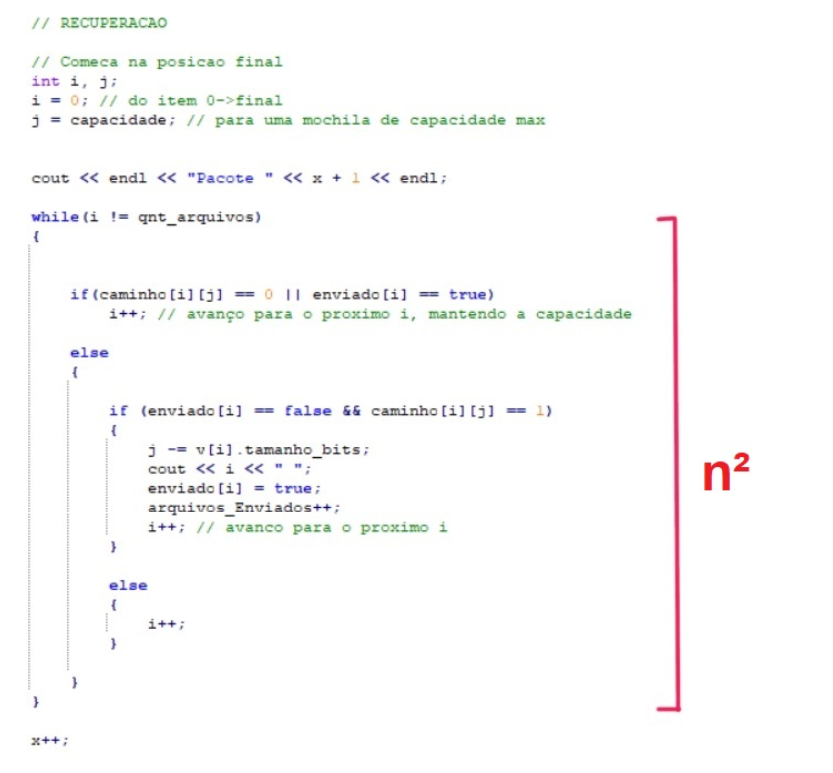 // RECUPERACAO
// Comeca na posicao final
int i, j;
i = 0; // do item 0->final
j = capacidade; // para uma mochila de capacidade max
cout << endl << "Pacote " << x + 1 << endl;
while(i != qnt_arquivos)
{
if(caminho[i][j] == 0 || enviado[i] == true)
i++; // avanço para o proximo i, mantendo a capacidade
else
{
if (enviado[i] == false && caminho[i][j] == 1)
{
j -= v[i].tamanho_bits;
cout << i << " ";
enviado[i] = true;
arquivos_Enviados++;
i++; // avanco para o proximo i
}
else
{
i++;
}
}
}
x++;
n²